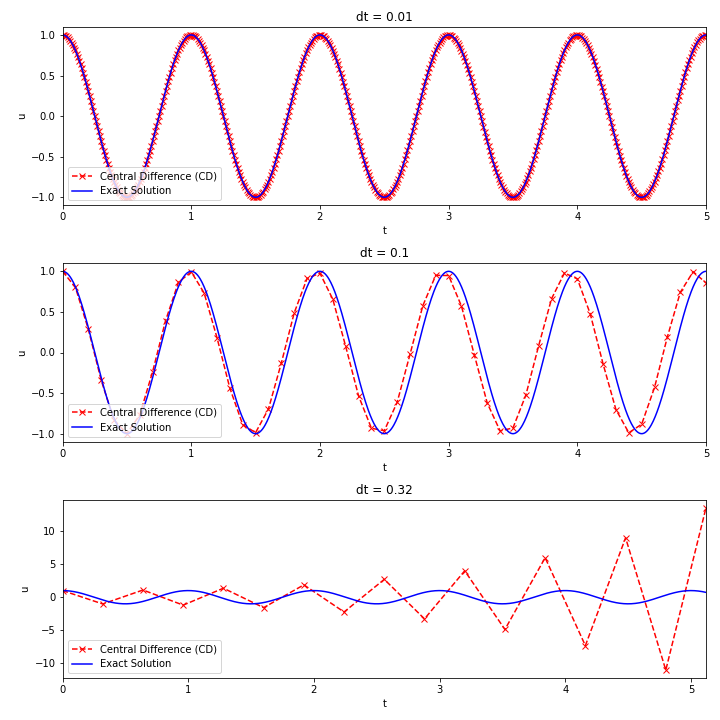 dt = 0.01
1.0
0.5
0.0
−0.5
−1.0
u
Central Difference (CD)
Exact Solution
0 1 2 3 4 5
t
dt = 0.1
1.0
0.5
0.0
−0.5
−1.0
u
Central Difference (CD)
Exact Solution
0 1 2 3 4 5
t
dt = 0.32
10
5
0
−5
−10
u
Central Difference (CD)
Exact Solution
0 1 2 3 4 5
t